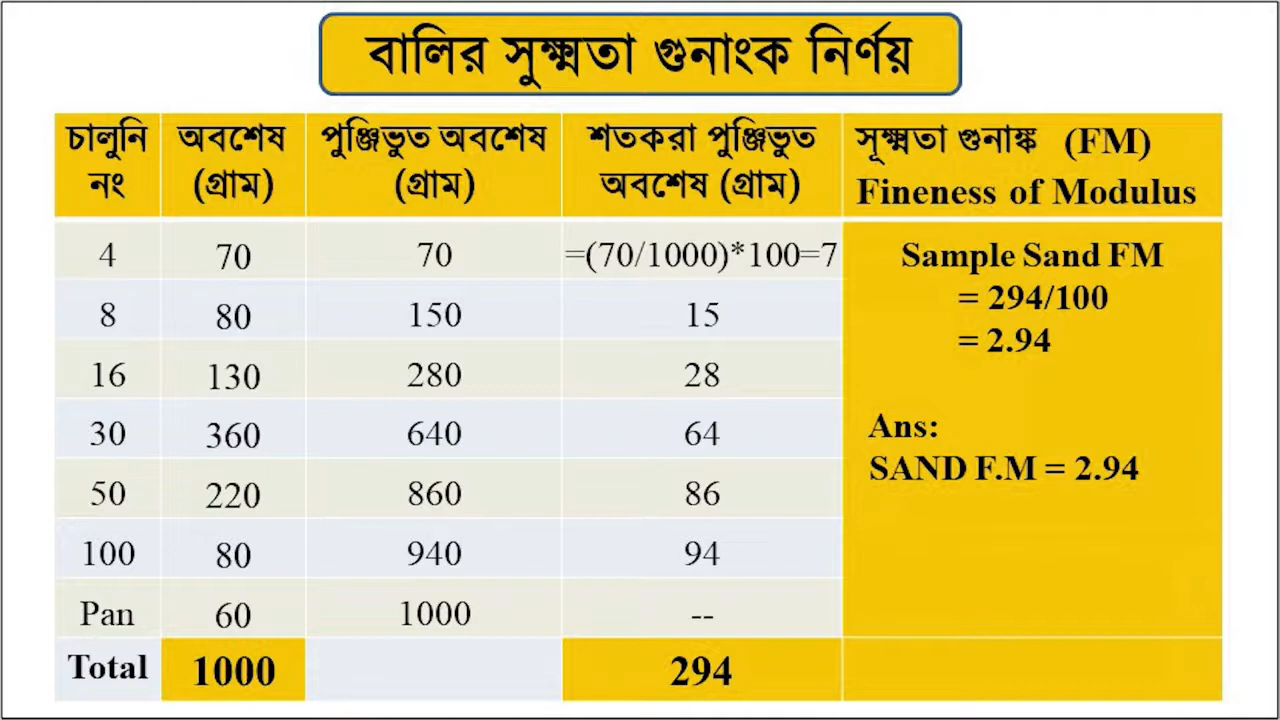 বালির সুক্ষ্মতা গুনাংক নির্ণয়
চালুনি নং অবশেষ (গ্রাম) পুঞ্জিভুত অবশেষ (গ্রাম) শতকরা পুঞ্জিভুত অবশেষ (গ্রাম) সূক্ষ্মতা গুনাঙ্ক (FM) Fineness of Modulus
4 70 70 =(70/1000)*100=7
8 80 150 15
16 130 280 28
30 360 640 64
50 220 860 86
100 80 940 94
Pan 60 1000 --
Total 1000 294
Sample Sand FM
= 294/100
= 2.94
Ans:
SAND F.M = 2.94